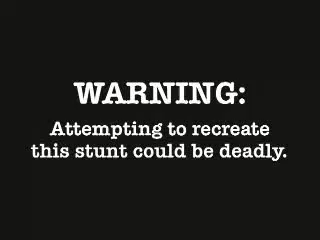 WARNING:
Attempting to recreate
this stunt could be deadly.